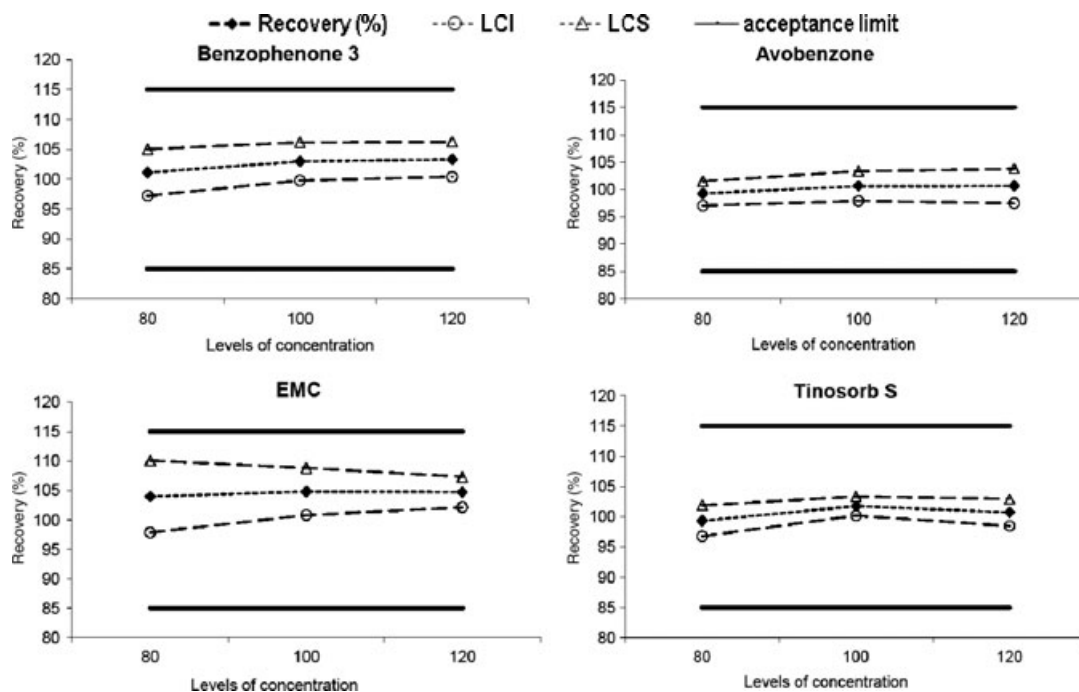 Recovery (%) LCI LCS acceptance limit
Benzophenone 3
Recovery (%)
120
115
110
105
100
95
90
85
80
80 100 120
Levels of concentration
Avobenzone
Recovery (%)
120
115
110
105
100
95
90
85
80
80 100 120
Levels of concentration
EMC
Recovery (%)
120
115
110
105
100
95
90
85
80
80 100 120
Levels of concentration
Tinosorb S
Recovery (%)
120
115
110
105
100
95
90
85
80
80 100 120
Levels of concentration